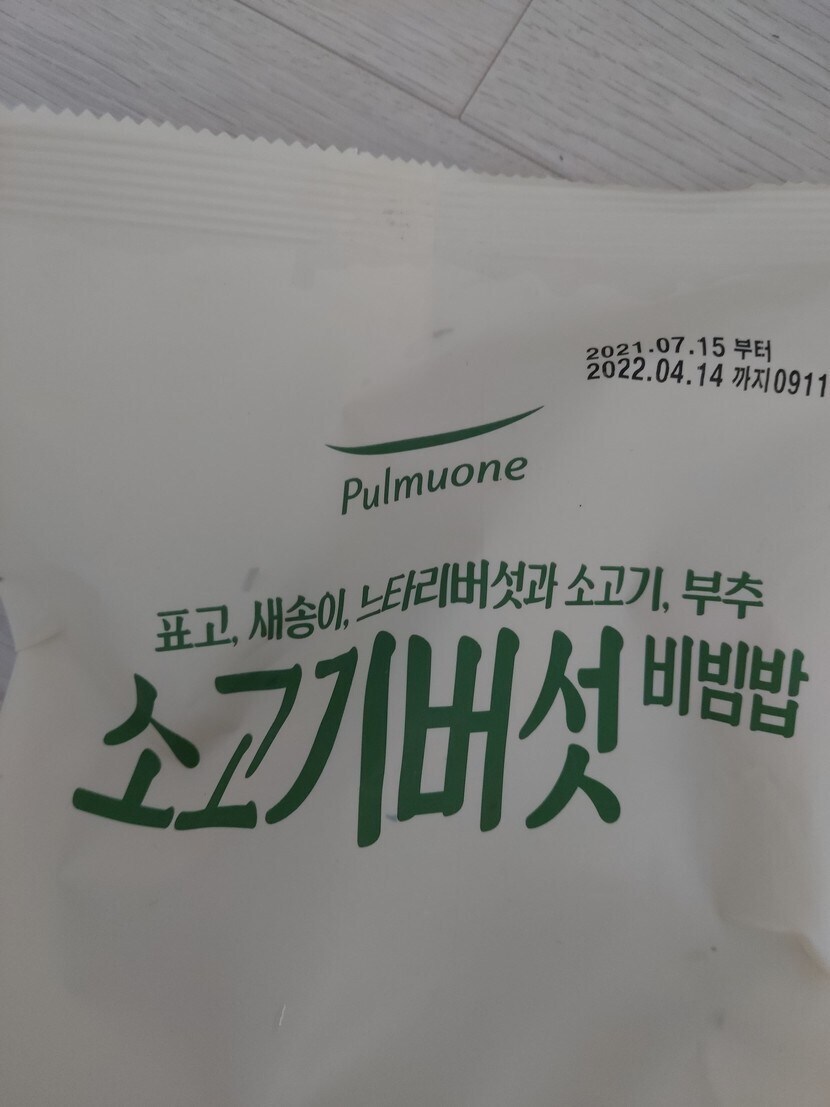 2021.07.15 부터
2022.04.14 까지0911
Pulmuone
표고, 새송이, 느타리버섯과 소고기, 부추
소고기버섯 비빔밥